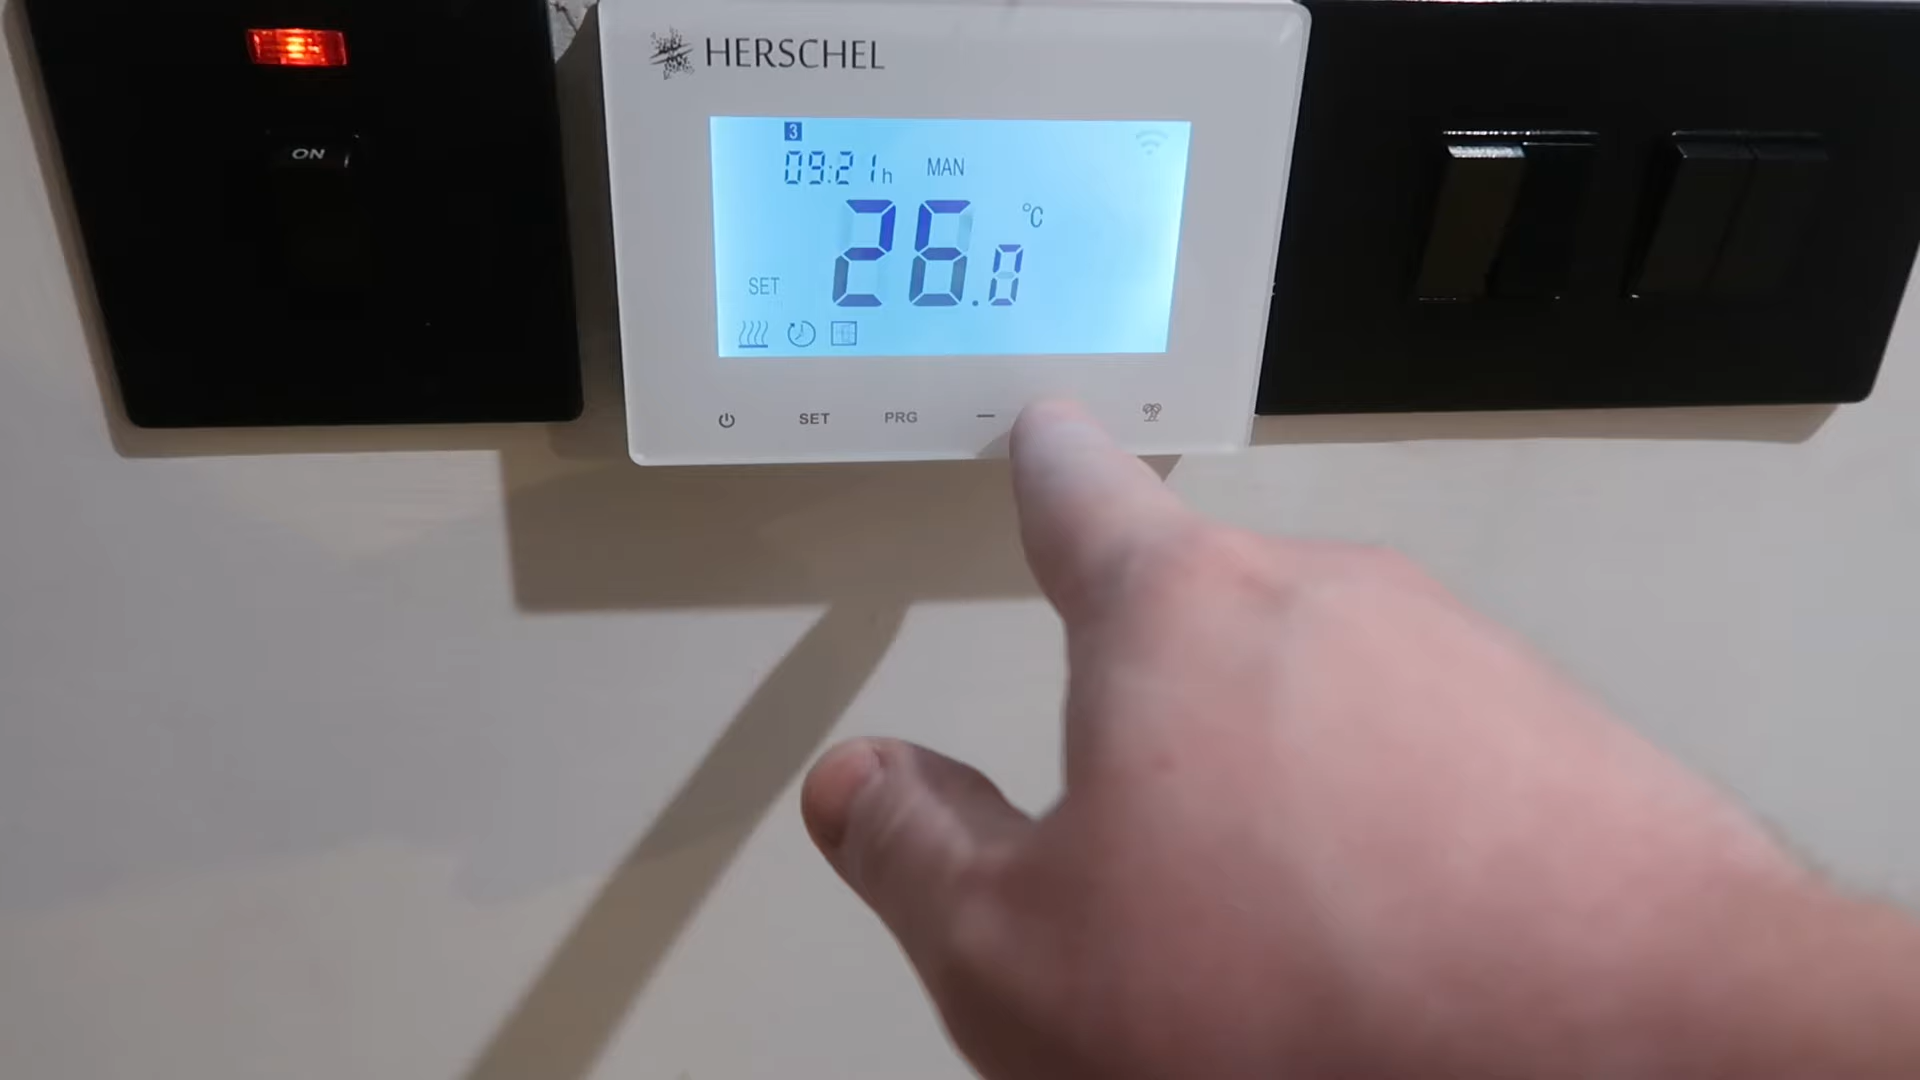 HERSCHEL
ON
3
09:21h MAN
26.0 °C
SET
SET PRG —